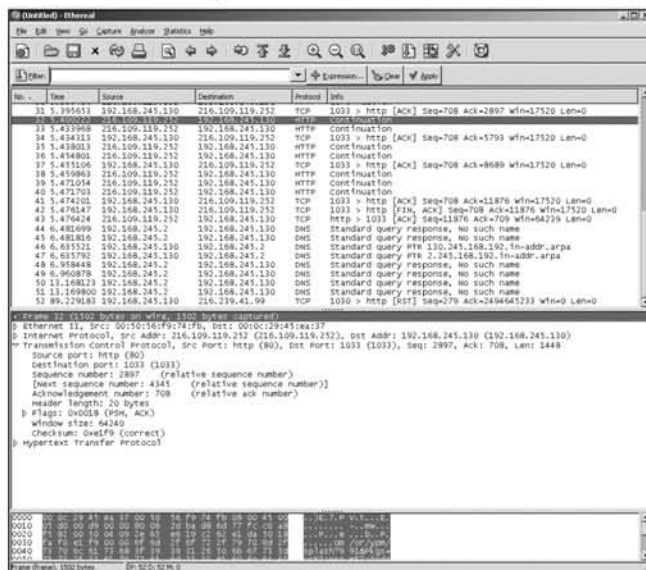 (Untitled) - Ethereal
File Edit View Go Capture Analyze Statistics Help
Filter: Expression... Clear Apply
No. . Time Source Destination Protocol Info
31 5.395653 192.168.245.130 216.109.119.252 TCP 1033 > http [ACK] Seq=708 Ack=2897 Win=17520 Len=0
32 5.400222 216.109.119.252 192.168.245.130 HTTP Continuation
33 5.433968 216.109.119.252 192.168.245.130 HTTP Continuation
34 5.434313 192.168.245.130 216.109.119.252 TCP 1033 > http [ACK] Seq=708 Ack=5793 Win=17520 Len=0
35 5.438013 216.109.119.252 192.168.245.130 HTTP Continuation
36 5.454801 216.109.119.252 192.168.245.130 HTTP Continuation
37 5.455106 192.168.245.130 216.109.119.252 TCP 1033 > http [ACK] Seq=708 Ack=8689 Win=17520 Len=0
38 5.459863 216.109.119.252 192.168.245.130 HTTP Continuation
39 5.471054 216.109.119.252 192.168.245.130 HTTP Continuation
40 5.471703 216.109.119.252 192.168.245.130 HTTP Continuation
41 5.474201 192.168.245.130 216.109.119.252 TCP 1033 > http [ACK] Seq=708 Ack=11876 Win=17520 Len=0
42 5.476147 192.168.245.130 216.109.119.252 TCP 1033 > http [FIN, ACK] Seq=708 Ack=11876 Win=17520 Len=0
43 5.476424 216.109.119.252 192.168.245.130 TCP http > 1033 [ACK] Seq=11876 Ack=709 Win=64239 Len=0
44 6.481699 192.168.245.2 192.168.245.130 DNS Standard query response, No such name
45 6.481816 192.168.245.2 192.168.245.130 DNS Standard query response, No such name
46 6.635521 192.168.245.130 192.168.245.2 DNS Standard query PTR 130.245.168.192.in-addr.arpa
47 6.635792 192.168.245.130 192.168.245.2 DNS Standard query PTR 2.245.168.192.in-addr.arpa
48 6.958448 192.168.245.2 192.168.245.130 DNS Standard query response, No such name
49 6.960878 192.168.245.2 192.168.245.130 DNS Standard query response, No such name
50 13.168123 192.168.245.2 192.168.245.130 DNS Standard query response, No such name
51 13.169800 192.168.245.2 192.168.245.130 DNS Standard query response, No such name
52 89.229183 192.168.245.130 216.239.41.99 TCP 1030 > http [RST] Seq=279 Ack=2494645233 Win=0 Len=0
Frame 32 (1502 bytes on wire, 1502 bytes captured)
Ethernet II, Src: 00:50:56:f9:74:fb, Dst: 00:0c:29:45:ea:37
Internet Protocol, Src Addr: 216.109.119.252 (216.109.119.252), Dst Addr: 192.168.245.130 (192.168.245.130)
Transmission Control Protocol, Src Port: http (80), Dst Port: 1033 (1033), Seq: 2897, Ack: 708, Len: 1448
Source port: http (80)
Destination port: 1033 (1033)
Sequence number: 2897 (relative sequence number)
[Next sequence number: 4345 (relative sequence number)]
Acknowledgement number: 708 (relative ack number)
Header length: 20 bytes
Flags: 0x0018 (PSH, ACK)
Window size: 64240
Checksum: 0xe1f9 (correct)
Hypertext Transfer Protocol
0000
0010
0020
0030
0040
Frame (frame), 1502 bytes